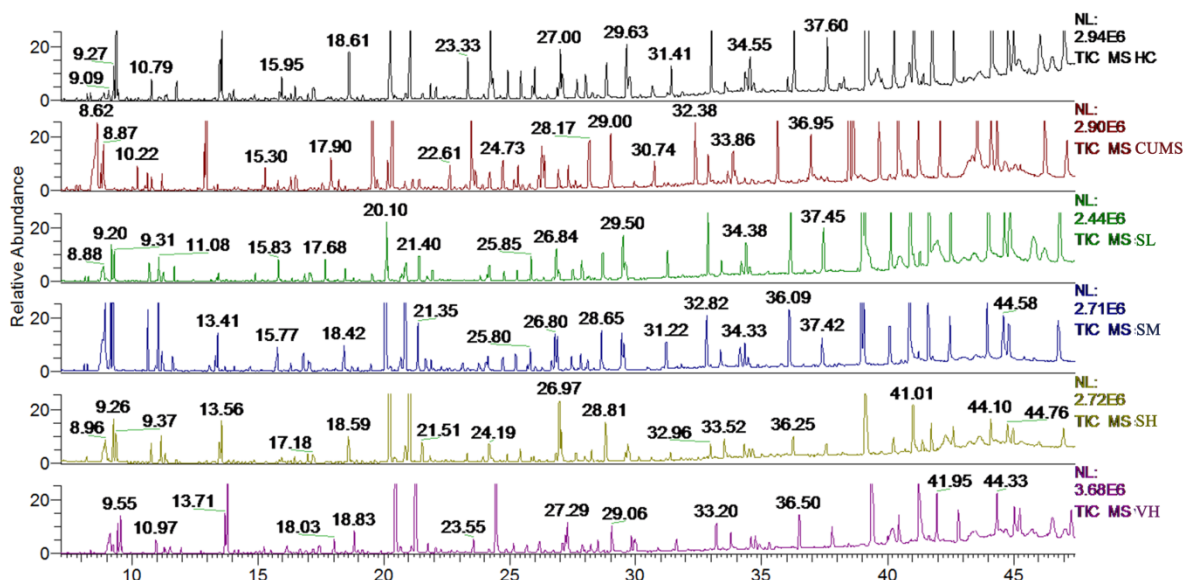 Relative Abundance
20 9.27 9.09 10.79 15.95 18.61 23.33 27.00 29.63 31.41 34.55 37.60 NL: 2.94E6 TIC MS HC
0
20 8.62 8.87 10.22 15.30 17.90 22.61 24.73 28.17 29.00 30.74 32.38 33.86 36.95 NL: 2.90E6 TIC MS CUMS
0
20 8.88 9.20 9.31 11.08 15.83 17.68 20.10 21.40 25.85 26.84 29.50 34.38 37.45 NL: 2.44E6 TIC MS SL
0
20 13.41 15.77 18.42 21.35 25.80 26.80 28.65 31.22 32.82 34.33 36.09 37.42 44.58 NL: 2.71E6 TIC MS SM
0
20 8.96 9.26 9.37 13.56 17.18 18.59 21.51 24.19 26.97 28.81 32.96 33.52 36.25 41.01 44.10 44.76 NL: 2.72E6 TIC MS SH
0
20 9.55 10.97 13.71 18.03 18.83 23.55 27.29 29.06 33.20 36.50 41.95 44.33 NL: 3.68E6 TIC MS VH
0
10 15 20 25 30 35 40 45